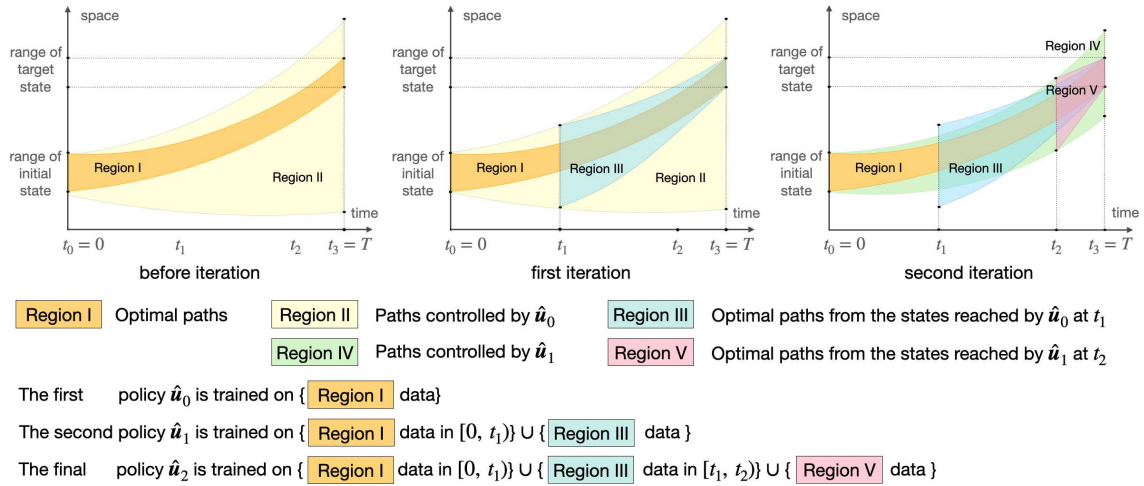 space
range of
target
state
Region I
range of
initial
state
Region II
time
t₀ = 0
t₁
t₂
t₃ = T
before iteration
space
range of
target
state
Region I
Region III
range of
initial
state
Region II
time
t₀ = 0
t₁
t₂
t₃ = T
first iteration
space
Region IV
range of
target
state
Region V
Region I
Region III
range of
initial
state
time
t₀ = 0
t₁
t₂
t₃ = T
second iteration
Region I Optimal paths Region II Paths controlled by û₀ Region III Optimal paths from the states reached by û₀ at t₁
Region IV Paths controlled by û₁ Region V Optimal paths from the states reached by û₁ at t₂
The first policy û₀ is trained on { Region I data}
The second policy û₁ is trained on { Region I data in [0, t₁)} ∪ { Region III data }
The final policy û₂ is trained on { Region I data in [0, t₁)} ∪ { Region III data in [t₁, t₂)} ∪ { Region V data }